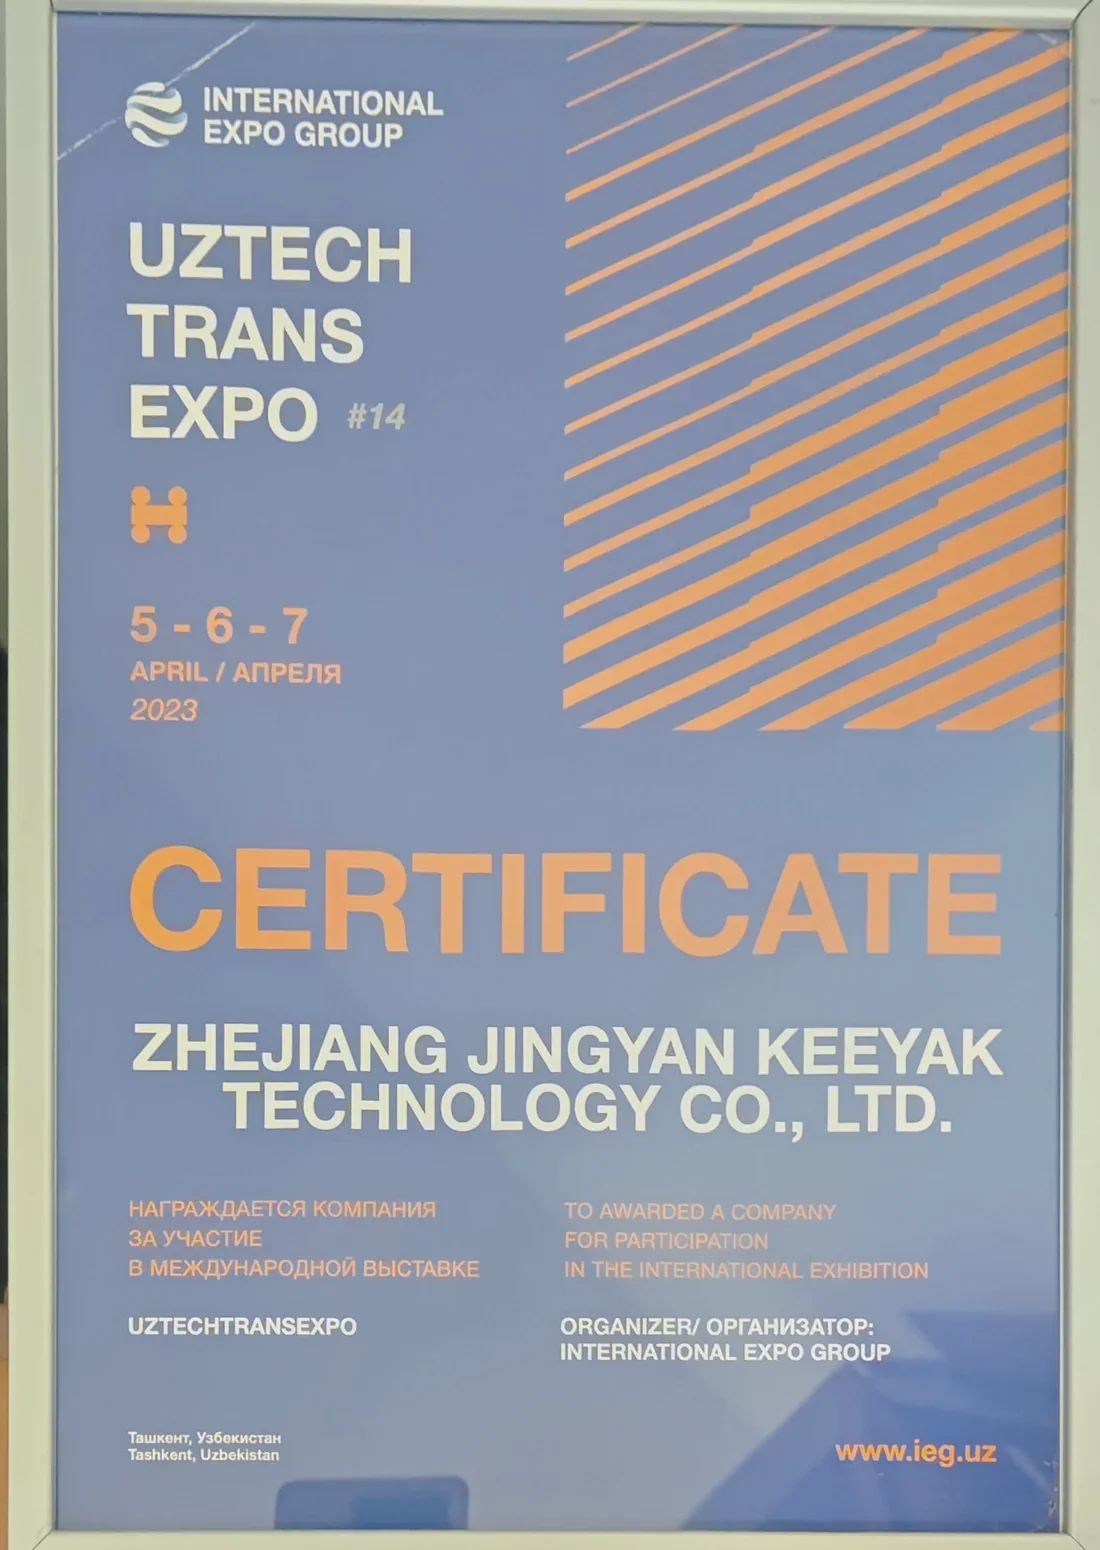 INTERNATIONAL
EXPO GROUP
UZTECH
TRANS
EXPO #14
5 - 6 - 7
APRIL / АПРЕЛЯ
2023
CERTIFICATE
ZHEJIANG JINGYAN KEEYAK
TECHNOLOGY CO., LTD.
НАГРАЖДАЕТСЯ КОМПАНИЯ
ЗА УЧАСТИЕ
В МЕЖДУНАРОДНОЙ ВЫСТАВКЕ
UZTECHTRANSEXPO
TO AWARDED A COMPANY
FOR PARTICIPATION
IN THE INTERNATIONAL EXHIBITION
ORGANIZER/ ОРГАНИЗАТОР:
INTERNATIONAL EXPO GROUP
Ташкент, Узбекистан
Tashkent, Uzbekistan
www.ieg.uz